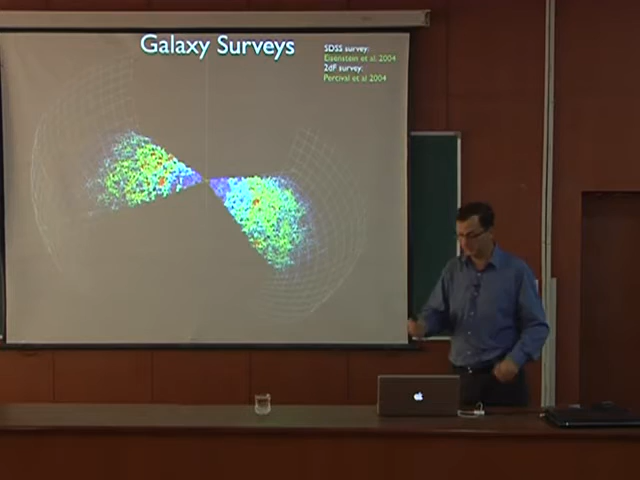 Galaxy Surveys
SDSS survey:
Eisenstein et al. 2004
2dF survey:
Percival et al 2004